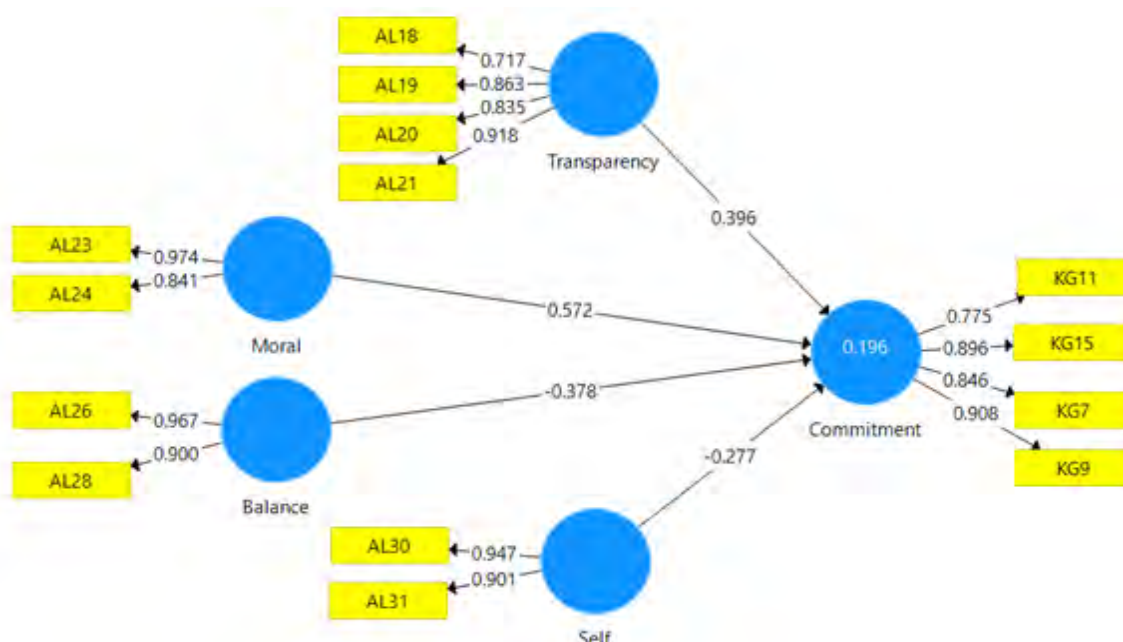 AL18
0.717
AL19
0.863
AL20
0.835
AL21
0.918
Transparency
0.396
AL23
0.974
AL24
0.841
Moral
0.572
AL26
0.967
AL28
0.900
Balance
-0.378
AL30
0.947
AL31
0.901
Self
-0.277
0.196
Commitment
KG11
0.775
KG15
0.896
KG7
0.846
KG9
0.908